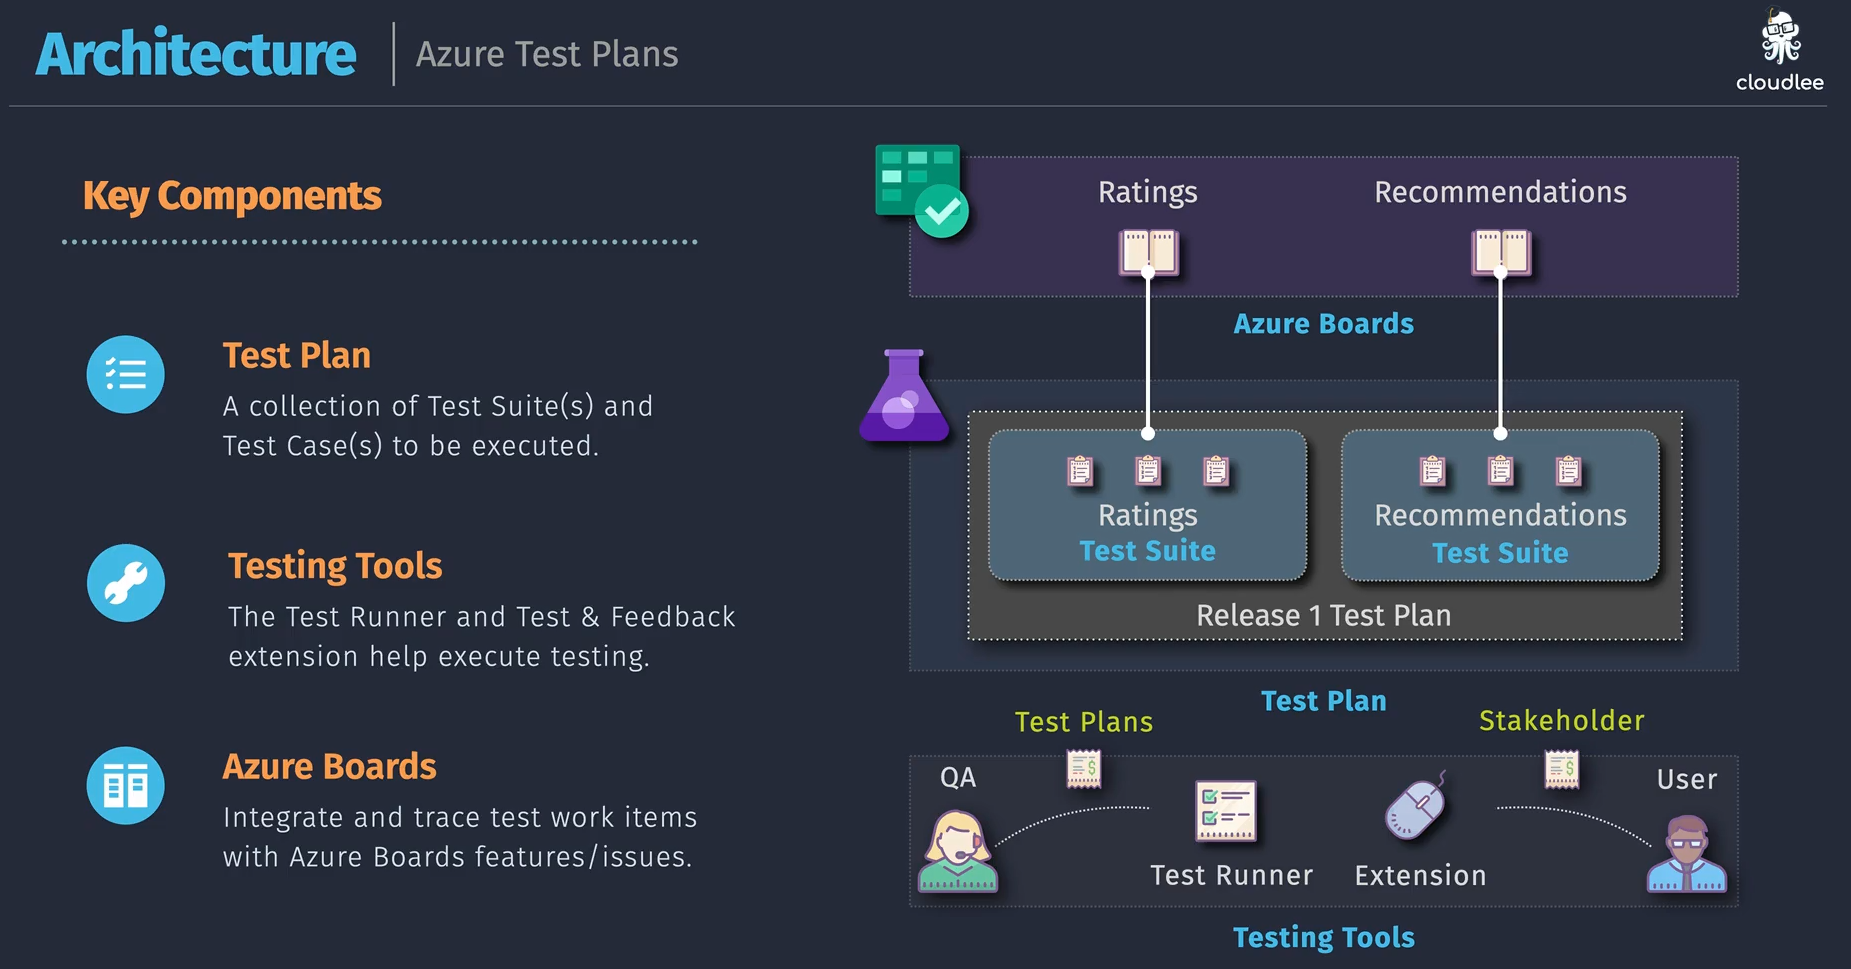 Architecture
Azure Test Plans
cloudlee
Key Components
Test Plan
A collection of Test Suite(s) and
Test Case(s) to be executed.
Testing Tools
The Test Runner and Test & Feedback
extension help execute testing.
Azure Boards
Integrate and trace test work items
with Azure Boards features/issues.
Ratings
Recommendations
Azure Boards
Ratings
Test Suite
Recommendations
Test Suite
Release 1 Test Plan
Test Plan
Test Plans
Stakeholder
QA
$
$
User
Test Runner
Extension
Testing Tools